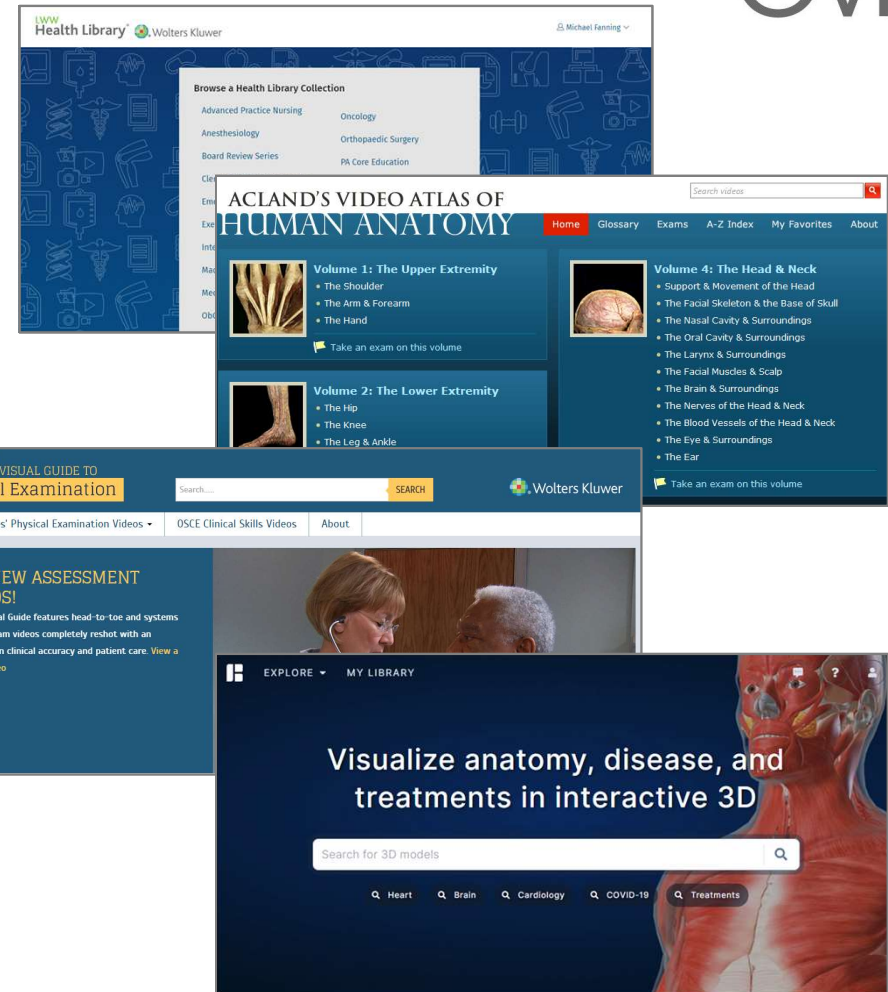 LWW
Health Library Wolters Kluwer
Michael Fanning
Browse a Health Library Collection
Advanced Practice Nursing
Anesthesiology
Board Review Series
Oncology
Orthopaedic Surgery
PA Core Education
ACLAND'S VIDEO ATLAS OF
HUMAN ANATOMY
Search videos
Home Glossary Exams A-Z Index My Favorites About
Volume 1: The Upper Extremity
• The Shoulder
• The Arm & Forearm
• The Hand
Take an exam on this volume
Volume 2: The Lower Extremity
• The Hip
• The Knee
• The Leg & Ankle
Volume 4: The Head & Neck
• Support & Movement of the Head
• The Facial Skeleton & the Base of Skull
• The Nasal Cavity & Surroundings
• The Oral Cavity & Surroundings
• The Larynx & Surroundings
• The Facial Muscles & Scalp
• The Brain & Surroundings
• The Nerves of the Head & Neck
• The Blood Vessels of the Head & Neck
• The Eye & Surroundings
• The Ear
Take an exam on this volume
VISUAL GUIDE TO
Examination
Search.....
SEARCH
Wolters Kluwer
Physical Examination Videos
OSCE Clinical Skills Videos
About
EW ASSESSMENT
OS!
al Guide features head-to-toe and systems
am videos completely reshot with an
n clinical accuracy and patient care. View a
eo
EXPLORE MY LIBRARY
?
Visualize anatomy, disease, and
treatments in interactive 3D
Search for 3D models
Heart Brain Cardiology COVID-19 Treatments